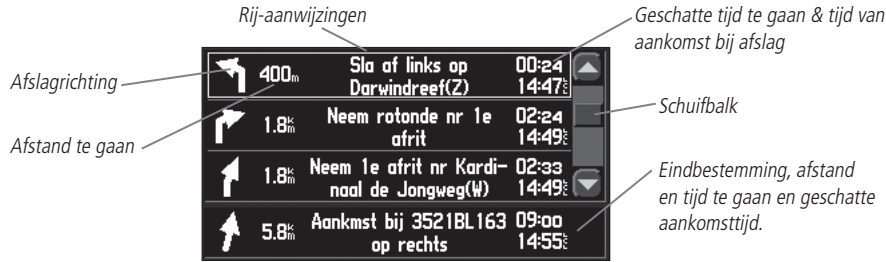 Rij-aanwijzingen
Geschatte tijd te gaan & tijd van
aankomst bij afslag
Afslagrichting
Afstand te gaan
Schuifbalk
Eindbestemming, afstand
en tijd te gaan en geschatte
aankomsttijd.
400m Sla af links op 00:24
Darwindreef(Z) 14:47
1.8km Neem rotonde nr 1e 02:24
afrit 14:49
1.8km Neem 1e afrit nr Kardi- 02:33
naal de Jongweg(W) 14:49
5.8km Aankmst bij 3521BL163 09:00
op rechts 14:55